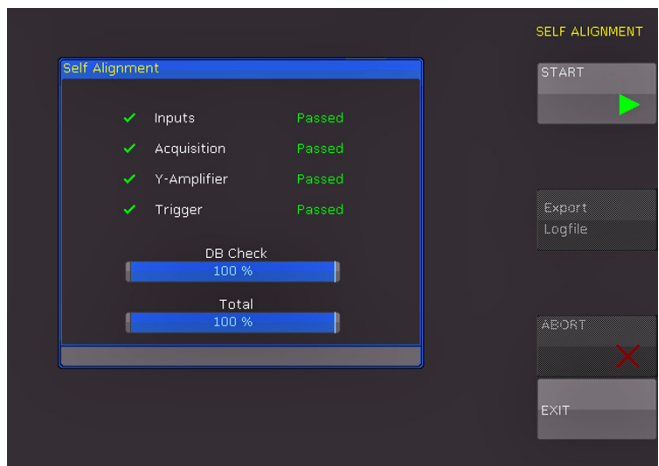 SELF ALIGNMENT
Self Alignment
START
Inputs Passed
Acquisition Passed
Y-Amplifier Passed
Trigger Passed
Export
Logfile
DB Check
100 %
Total
100 %
ABORT
EXIT